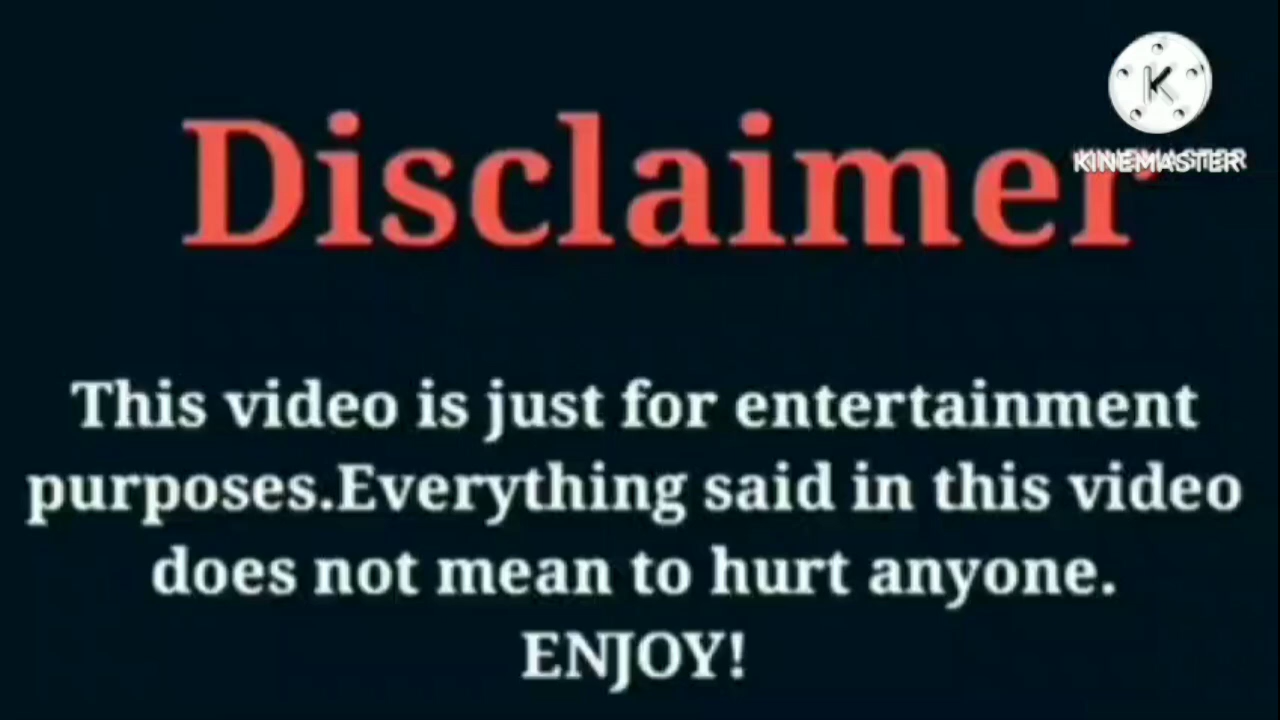 K
KINEMASTER
Disclaimer
This video is just for entertainment
purposes.Everything said in this video
does not mean to hurt anyone.
ENJOY!